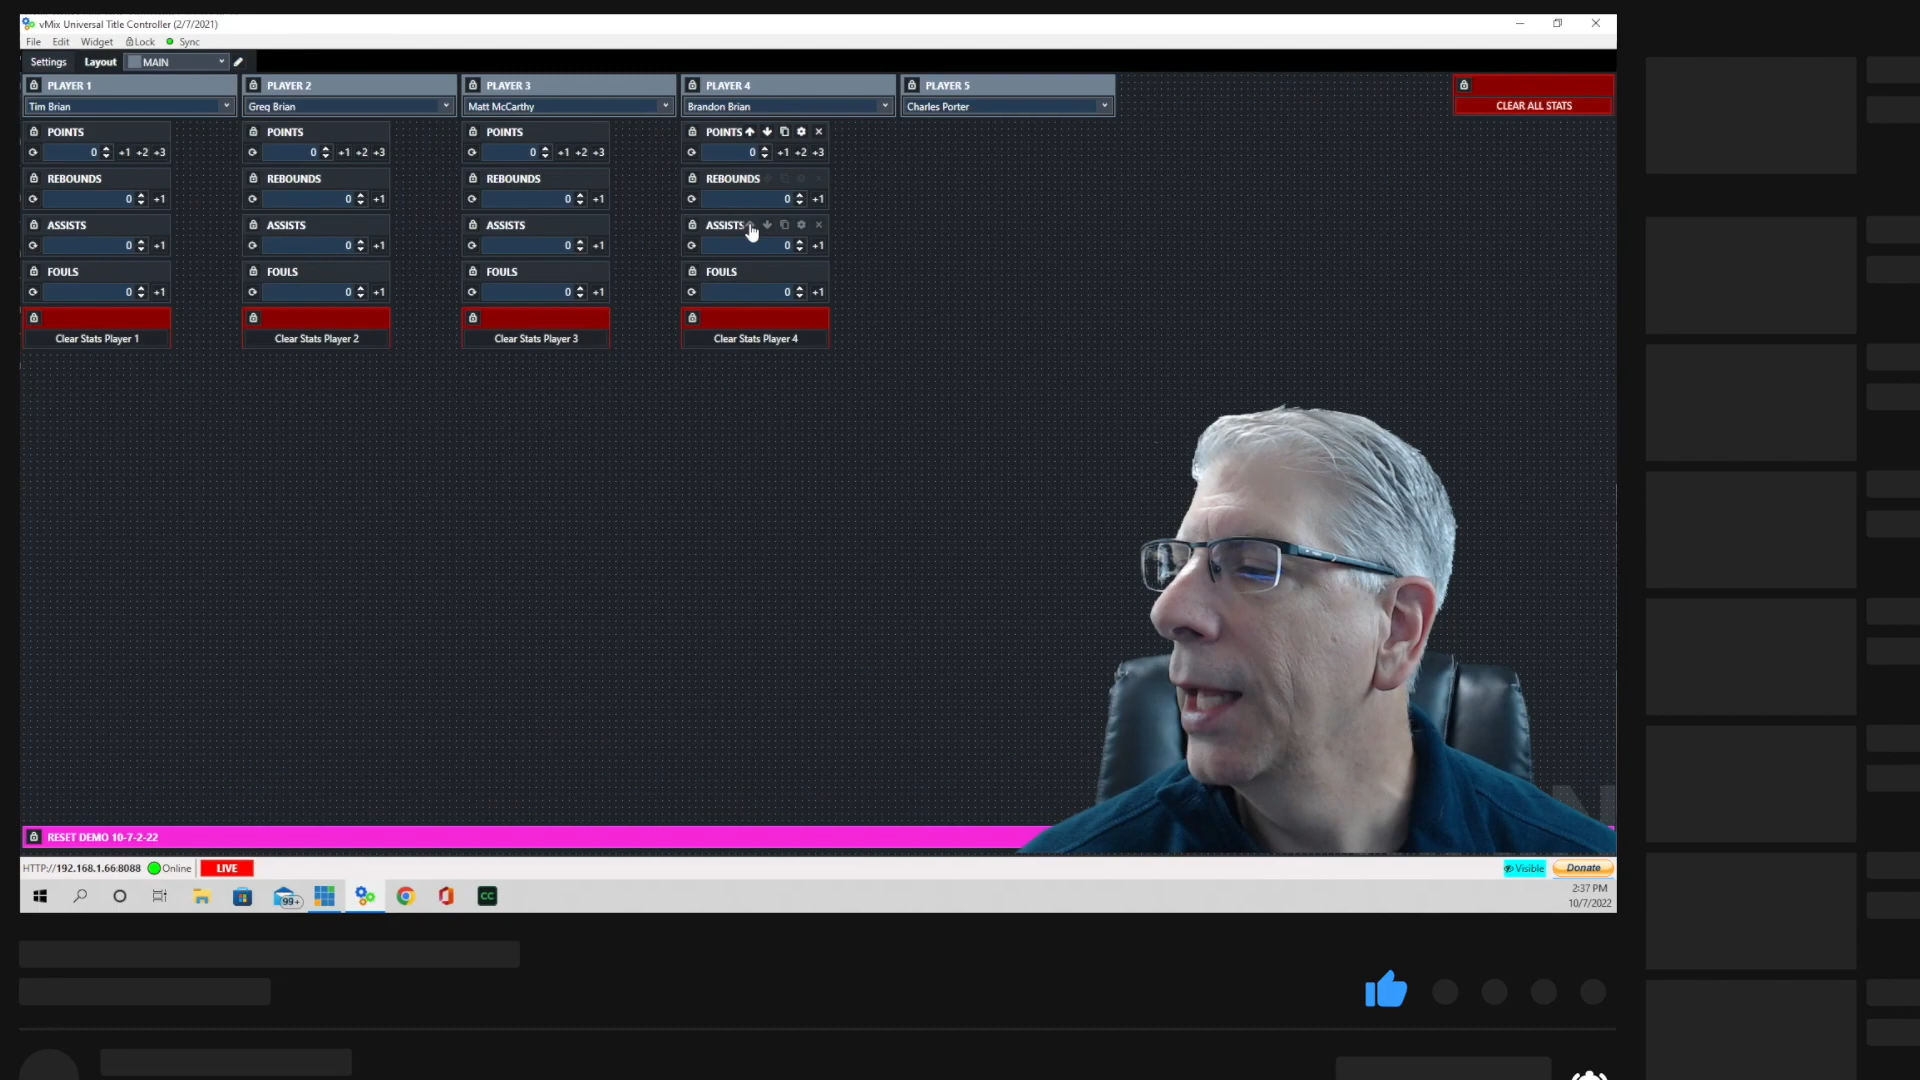 vMix Universal Title Controller (2/7/2021)
File Edit Widget Lock Sync
Settings Layout MAIN
PLAYER 1 PLAYER 2 PLAYER 3 PLAYER 4 PLAYER 5
Tim Brian Greg Brian Matt McCarthy Brandon Brian Charles Porter CLEAR ALL STATS
POINTS POINTS POINTS POINTS
0 +1 +2 +3 0 +1 +2 +3 0 +1 +2 +3 0 +1 +2 +3
REBOUNDS REBOUNDS REBOUNDS REBOUNDS
0 +1 0 +1 0 +1 0 +1
ASSISTS ASSISTS ASSISTS ASSISTS
0 +1 0 +1 0 +1 0 +1
FOULS FOULS FOULS FOULS
0 +1 0 +1 0 +1 0 +1
Clear Stats Player 1 Clear Stats Player 2 Clear Stats Player 3 Clear Stats Player 4
RESET DEMO 10-7-2-22
HTTP://192.168.1.66:8088 Online LIVE Visible Donate
99+ CC 2:37 PM
10/7/2022